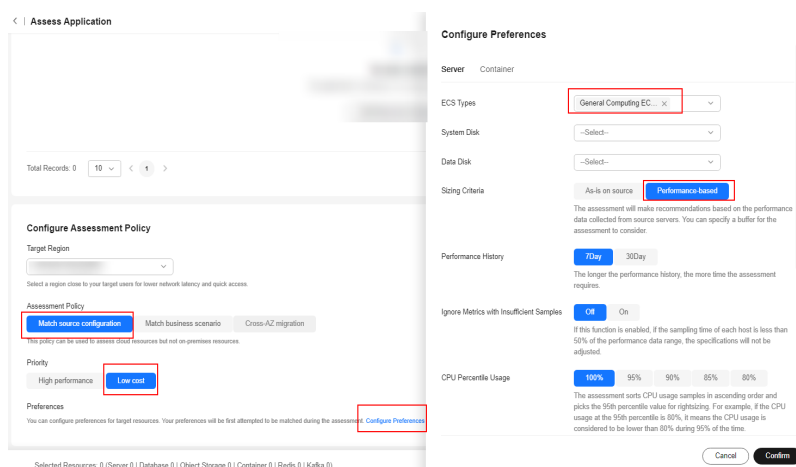 Assess Application
Total Records: 0 10 1
Configure Assessment Policy
Target Region
Select a region close to your target users for lower network latency and quick access.
Assessment Policy
Match source configuration Match business scenario Cross-AZ migration
This policy can be used to assess cloud resources but not on-premises resources.
Priority
High performance Low cost
Preferences
You can configure preferences for target resources. Your preferences will be first attempted to be matched during the assessment. Configure Preferences
Selected Resources: 0 (Server 0 | Database 0 | Object Storage 0 | Container 0 | Redis 0 | Kafka 0)
Configure Preferences
Server Container
ECS Types General Computing EC...
System Disk --Select--
Data Disk --Select--
Sizing Criteria As-is on source Performance-based
The assessment will make recommendations based on the performance
data collected from source servers. You can specify a buffer for the
assessment to consider.
Performance History 7Day 30Day
The longer the performance history, the more time the assessment
requires.
Ignore Metrics with Insufficient Samples Off On
If this function is enabled, if the sampling time of each host is less than
50% of the performance data range, the specifications will not be
adjusted.
CPU Percentile Usage 100% 95% 90% 85% 80%
The assessment sorts CPU usage samples in ascending order and
picks the 95th percentile value for rightsizing. For example, if the CPU
usage at the 95th percentile is 80%, it means the CPU usage is
considered to be lower than 80% during 95% of the time.
Cancel Confirm